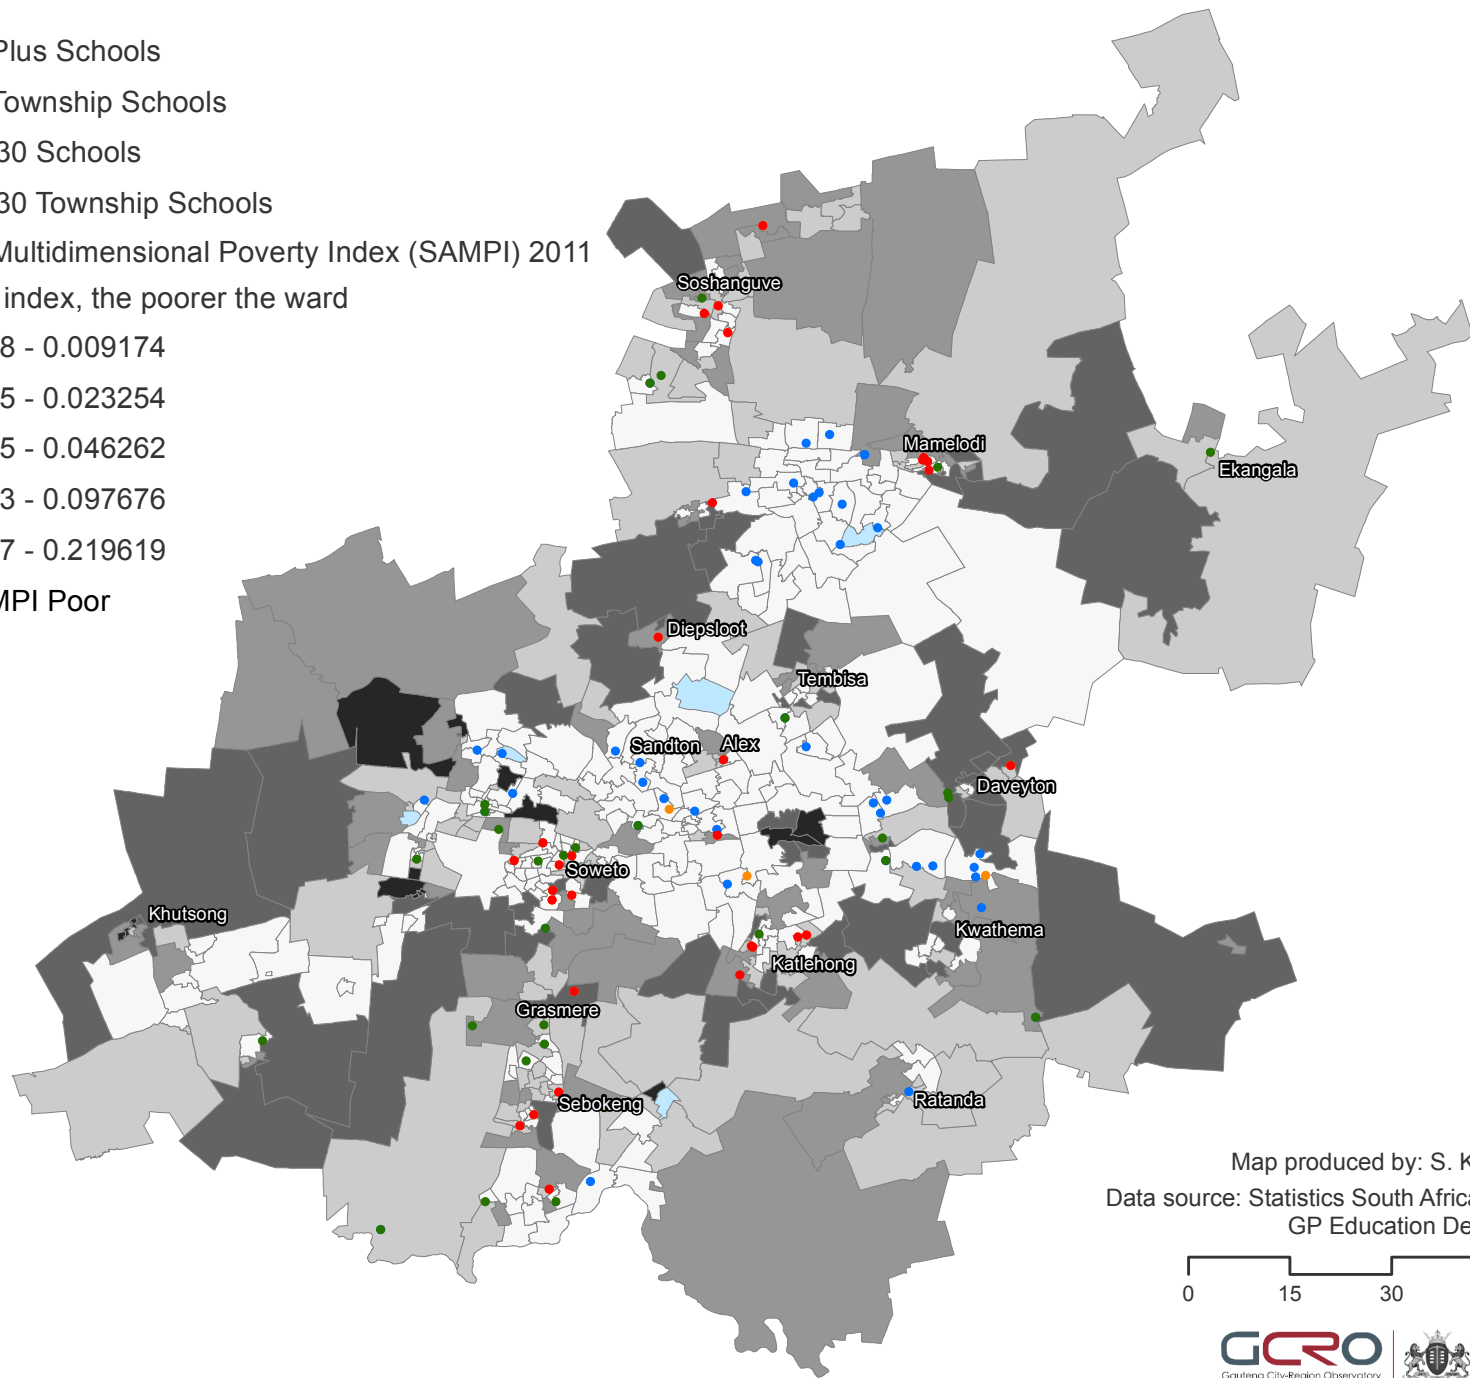 Plus Schools
Township Schools
30 Schools
30 Township Schools
Multidimensional Poverty Index (SAMPI) 2011
index, the poorer the ward
8 - 0.009174
5 - 0.023254
5 - 0.046262
3 - 0.097676
7 - 0.219619
MPI Poor
Soshanguve
Mamelodi
Ekangala
Diepsloot
Tembisa
Sandton
Alex
Daveyton
Soweto
Khutsong
Kwathema
Katlehong
Grasmere
Sebokeng
Ratanda
Map produced by: S. K
Data source: Statistics South Africa
GP Education De
0 15 30
GCRO
Gauteng City-Region Observatory